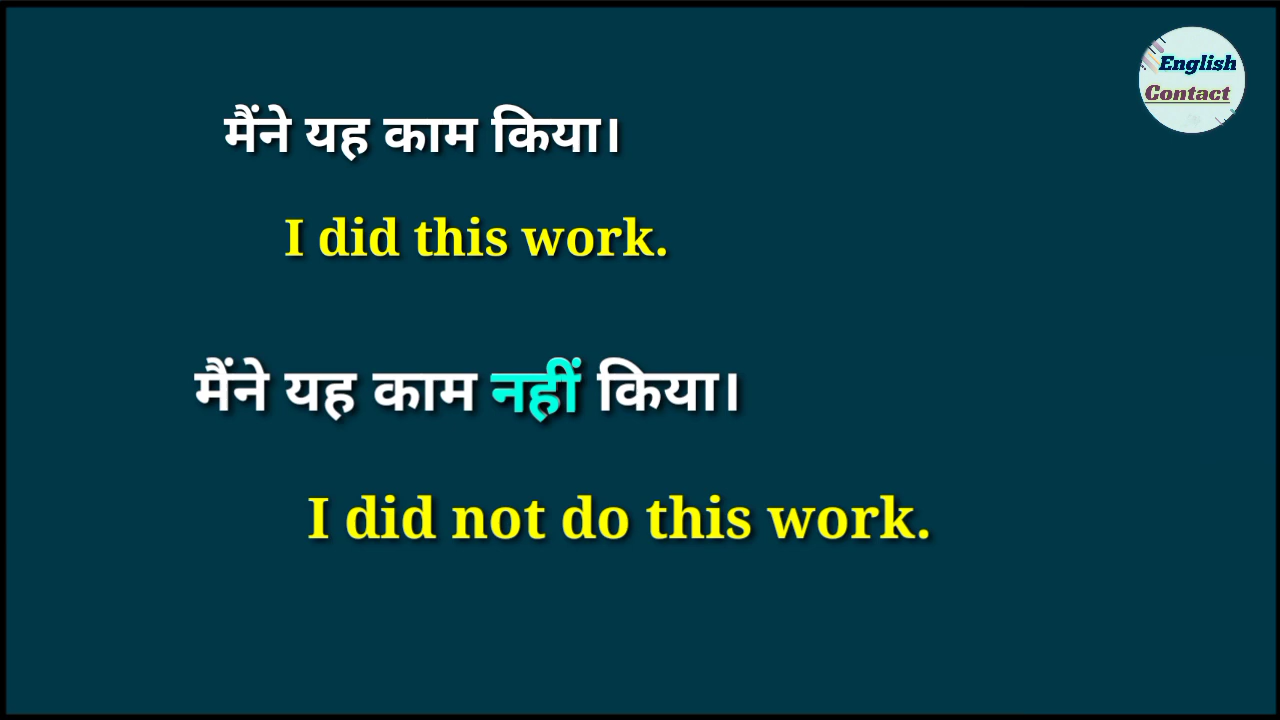 English
Contact
मैंने यह काम किया।
I did this work.
मैंने यह काम नहीं किया।
I did not do this work.